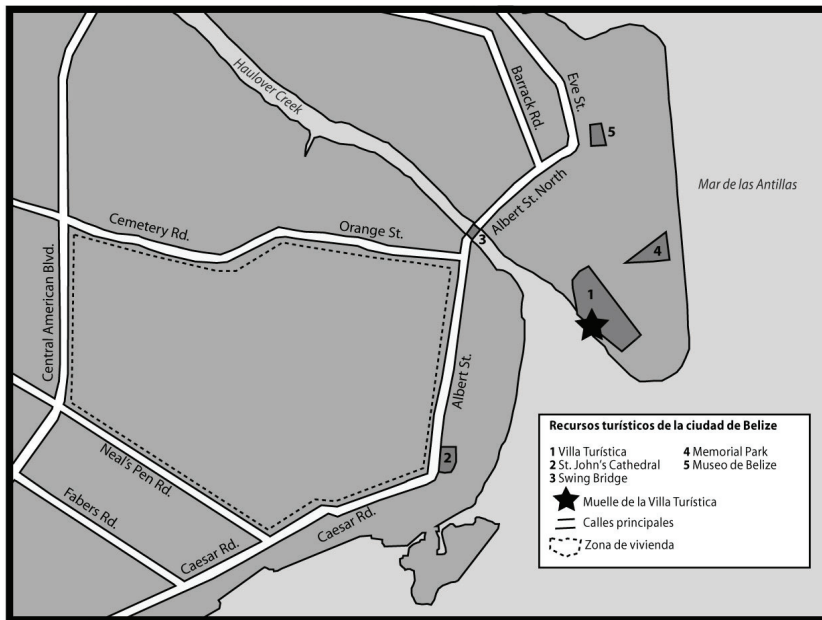 Haulover Creek
Barrack Rd.
Eve St.
5
Mar de las Antillas
Albert St. North
Cemetery Rd.
Orange St.
3
4
1
Central American Blvd.
Albert St.
2
Neal's Pen Rd.
Fabers Rd.
Caesar Rd.
Caesar Rd.
Recursos turísticos de la ciudad de Belize
1 Villa Turística
2 St. John's Cathedral
3 Swing Bridge
4 Memorial Park
5 Museo de Belize
Muelle de la Villa Turística
Calles principales
Zona de vivienda